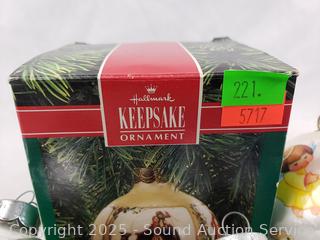 Hallmark
KEEPSAKE
ORNAMENT
221.
5717
Copyright 2025 - Sound Auction Service